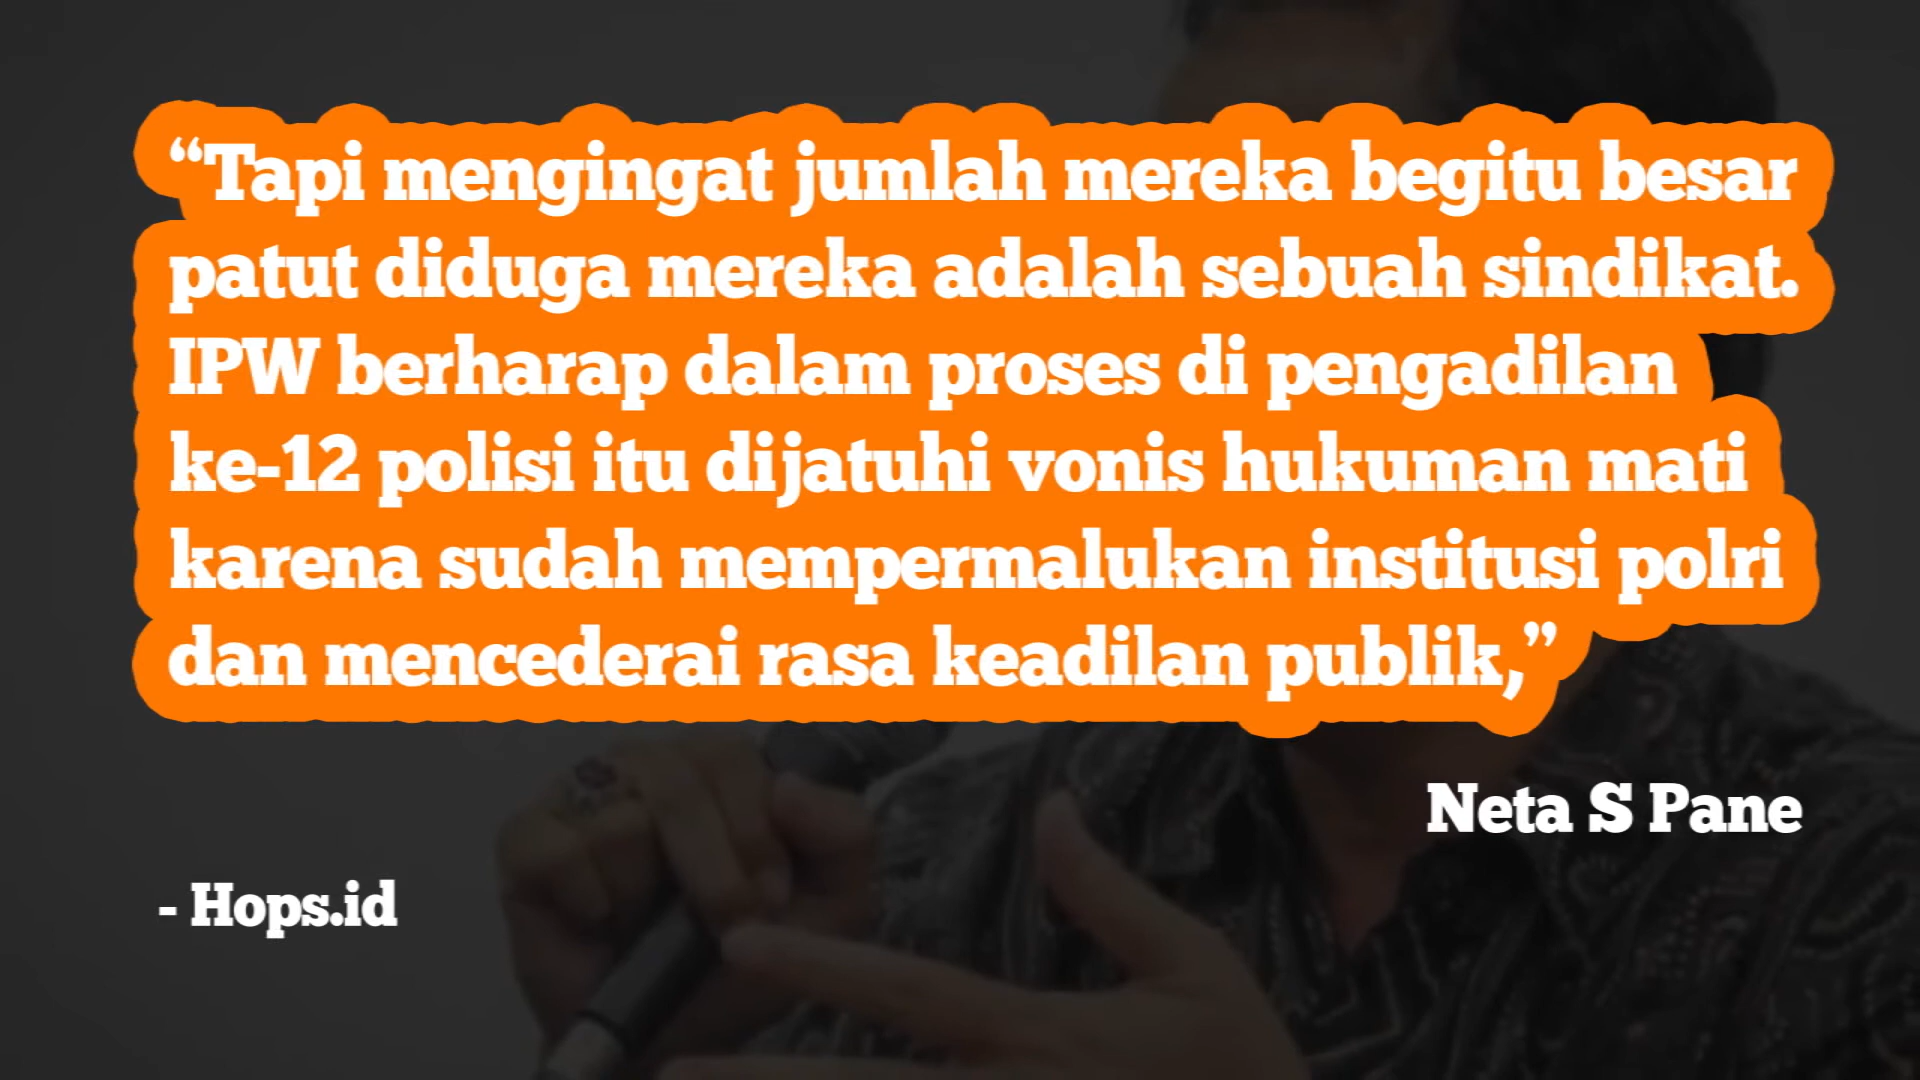 “Tapi mengingat jumlah mereka begitu besar
patut diduga mereka adalah sebuah sindikat.
IPW berharap dalam proses di pengadilan
ke-12 polisi itu dijatuhi vonis hukuman mati
karena sudah mempermalukan institusi polri
dan mencederai rasa keadilan publik,”
Neta S Pane
- Hops.id